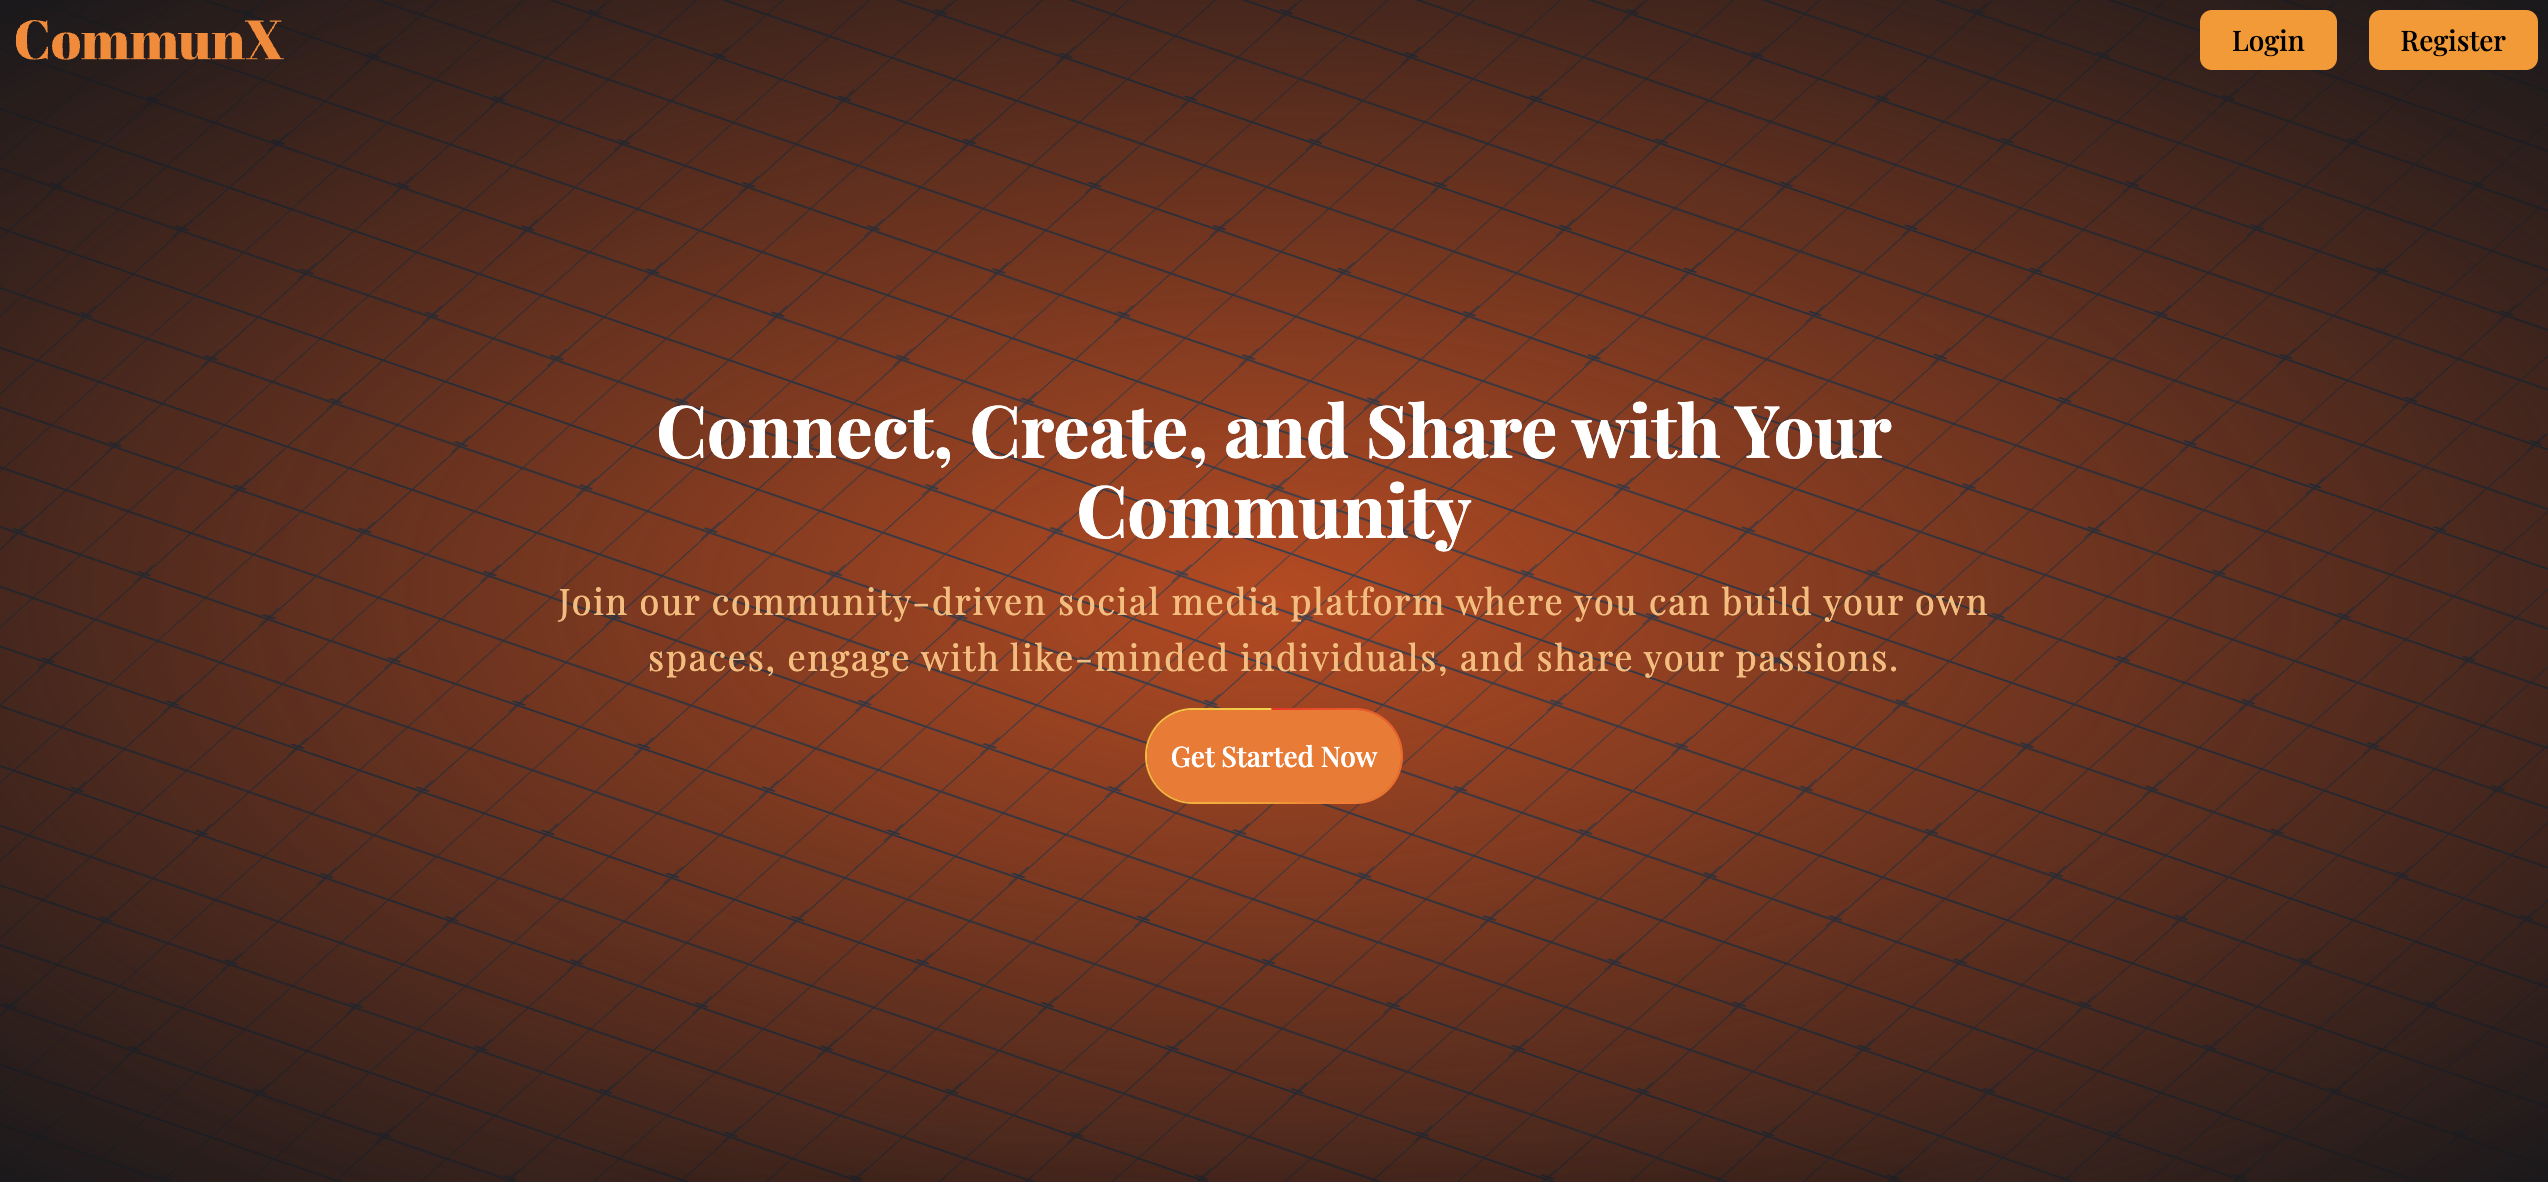 CommunX
Login
Register
Connect, Create, and Share with Your
Community
Join our community-driven social media platform where you can build your own
spaces, engage with like-minded individuals, and share your passions.
Get Started Now